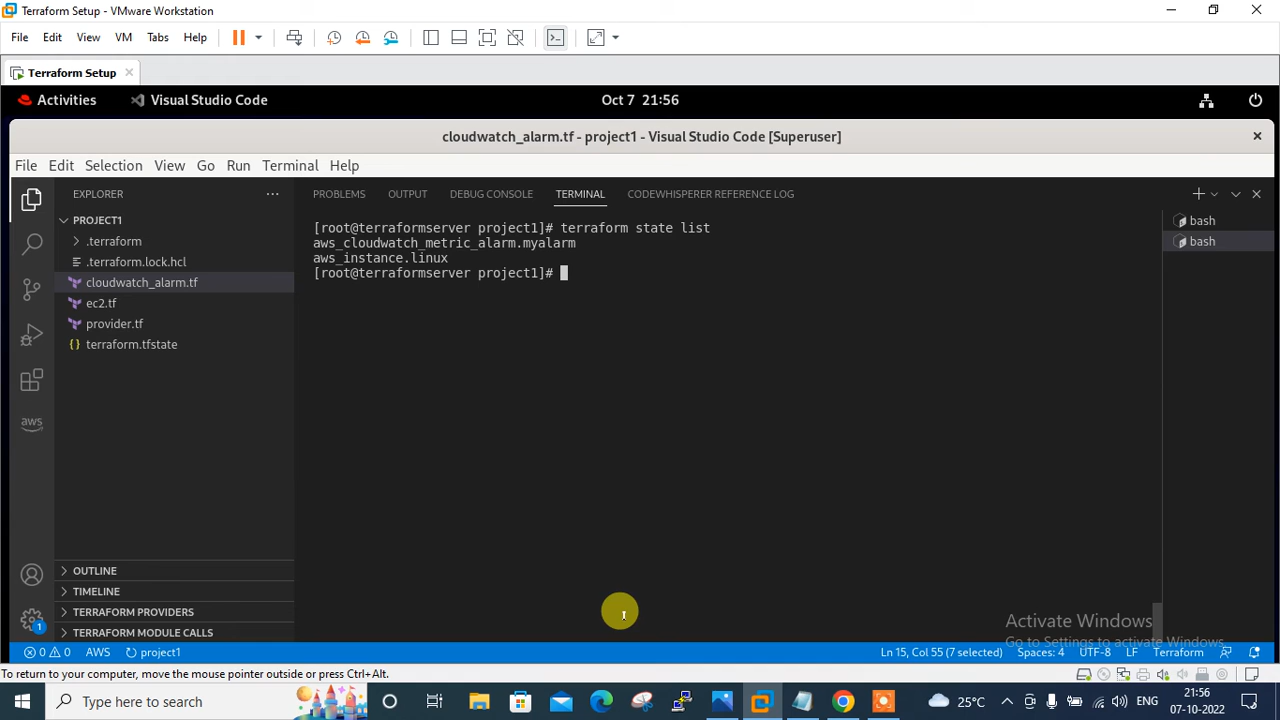 Terraform Setup - VMware Workstation
File Edit View VM Tabs Help
Terraform Setup
Activities Visual Studio Code Oct 7 21:56
cloudwatch_alarm.tf - project1 - Visual Studio Code [Superuser]
File Edit Selection View Go Run Terminal Help
EXPLORER
PROJECT1
.terraform
.terraform.lock.hcl
cloudwatch_alarm.tf
ec2.tf
provider.tf
{} terraform.tfstate
OUTLINE
TIMELINE
TERRAFORM PROVIDERS
TERRAFORM MODULE CALLS
aws
1
PROBLEMS OUTPUT DEBUG CONSOLE TERMINAL CODEWHISPERER REFERENCE LOG
[root@terraformserver project1]# terraform state list
aws_cloudwatch_metric_alarm.myalarm
aws_instance.linux
[root@terraformserver project1]#
bash
bash
Activate Windows
Go to Settings to activate Windows.
0 0 AWS project1 Ln 15, Col 55 (7 selected) Spaces: 4 UTF-8 LF Terraform
To return to your computer, move the mouse pointer outside or press Ctrl+Alt.
Type here to search
25°C ENG
21:56
07-10-2022